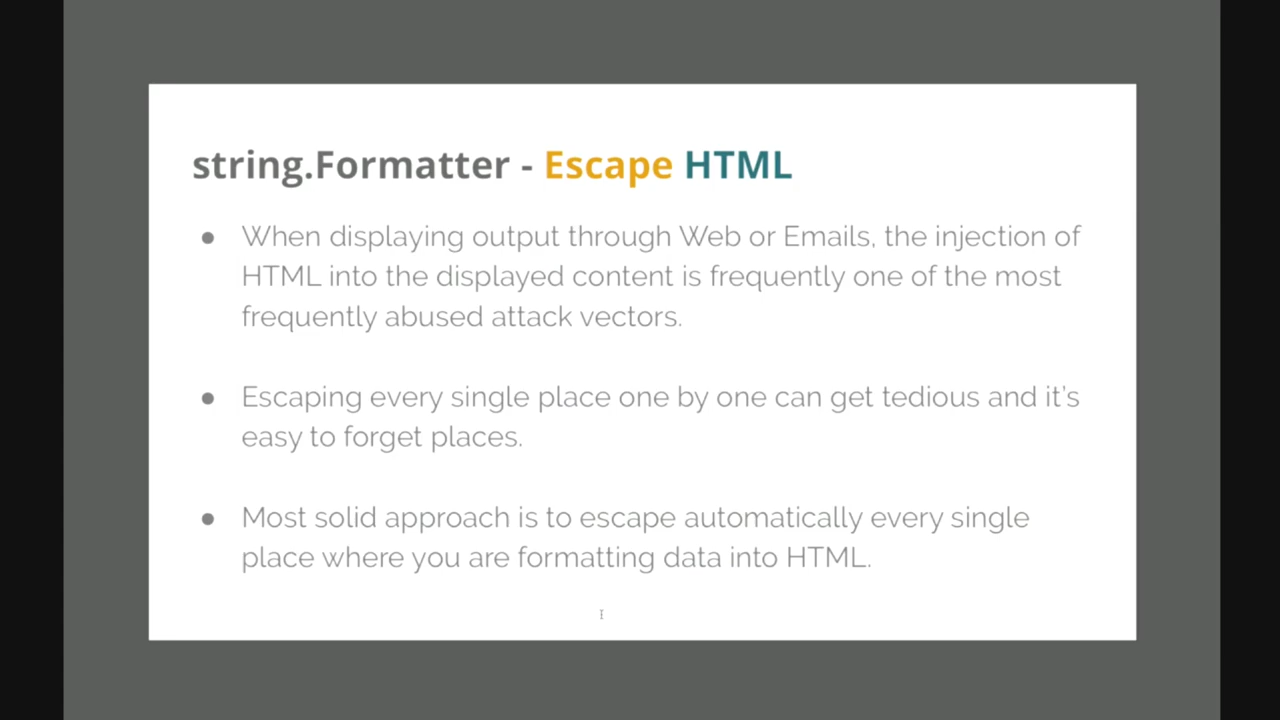 string.Formatter - Escape HTML
● When displaying output through Web or Emails, the injection of
HTML into the displayed content is frequently one of the most
frequently abused attack vectors.
● Escaping every single place one by one can get tedious and it's
easy to forget places.
● Most solid approach is to escape automatically every single
place where you are formatting data into HTML.